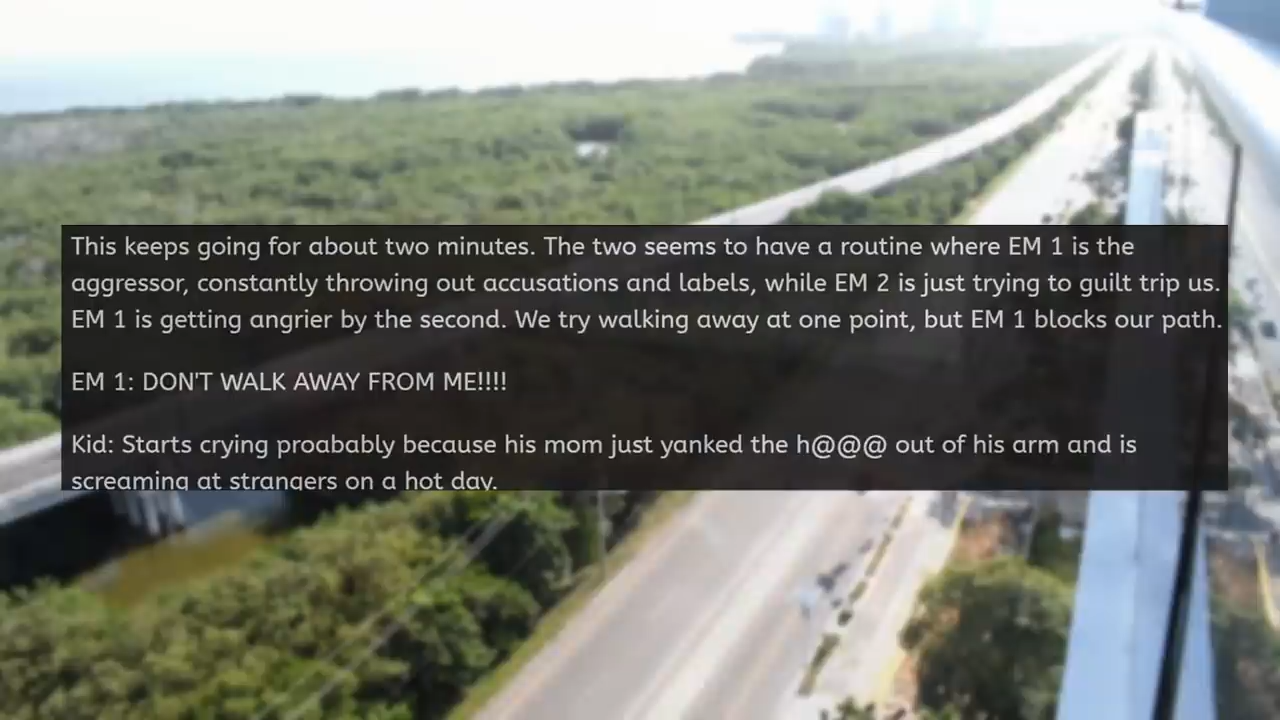 This keeps going for about two minutes. The two seems to have a routine where EM 1 is the
aggressor, constantly throwing out accusations and labels, while EM 2 is just trying to guilt trip us.
EM 1 is getting angrier by the second. We try walking away at one point, but EM 1 blocks our path.
EM 1: DON'T WALK AWAY FROM ME!!!!
Kid: Starts crying proabably because his mom just yanked the h@@@ out of his arm and is
screaming at strangers on a hot day.